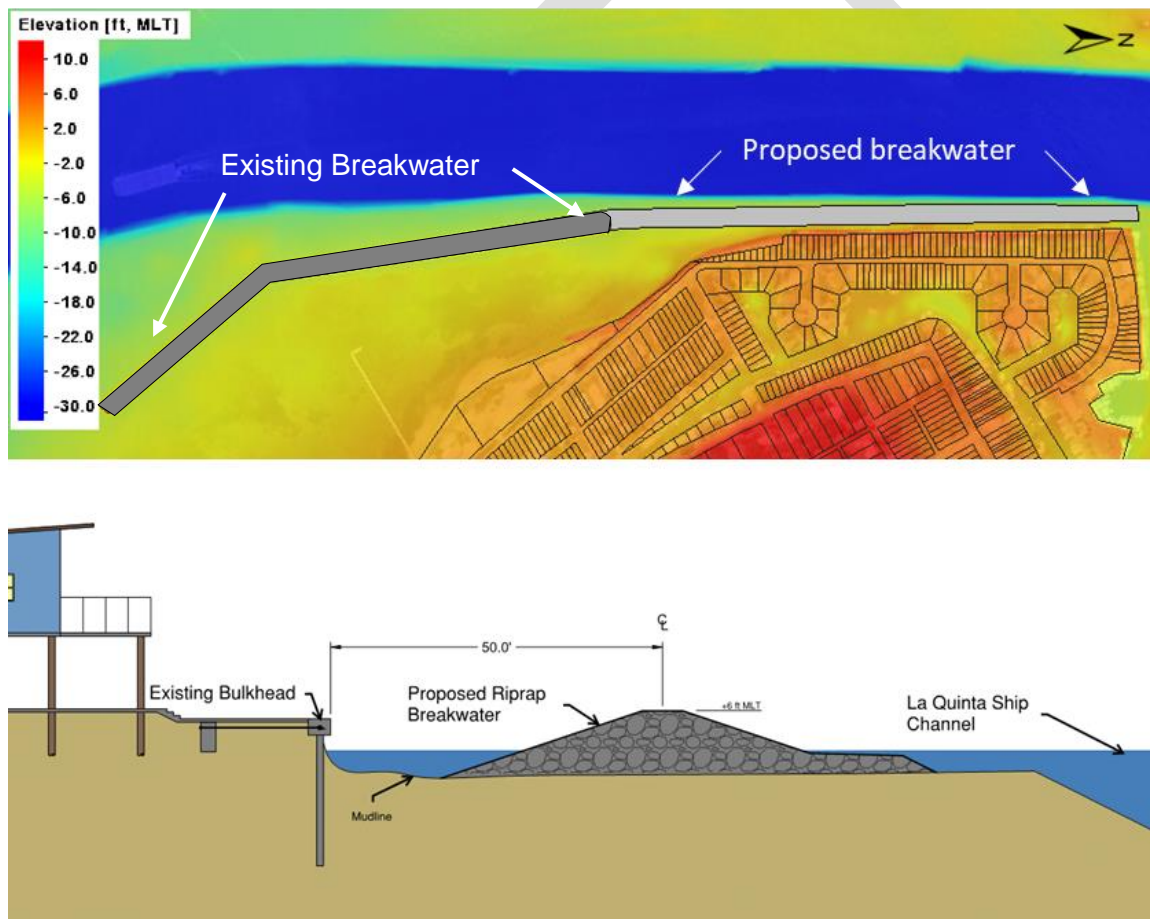 Elevation [ft, MLT]
10.0
6.0
2.0
-2.0
-6.0
-10.0
-14.0
-18.0
-22.0
-26.0
-30.0
N
Existing Breakwater
Proposed breakwater
℄
50.0'
Existing Bulkhead
Proposed Riprap
Breakwater
+6 ft MLT
La Quinta Ship
Channel
Mudline